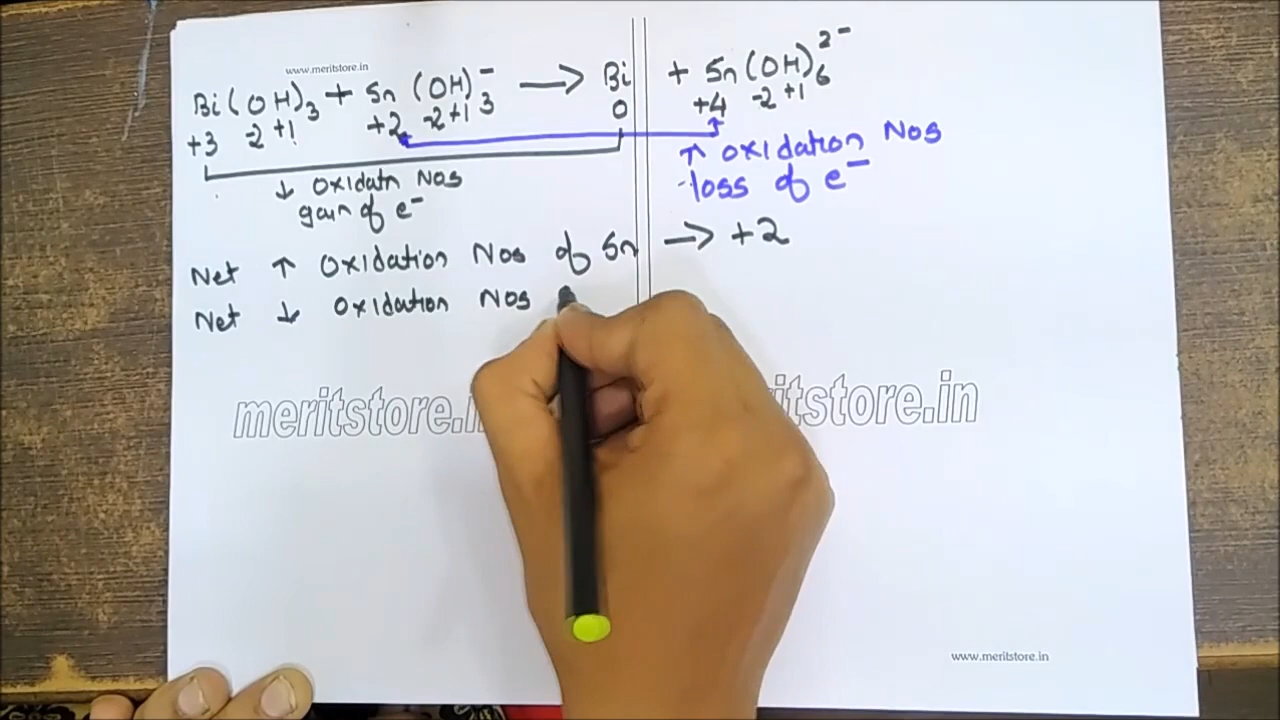 www.meritstore.in
Bi(OH)₃ + Sn(OH)₃⁻ → Bi + Sn(OH)₆²⁻
+3 -2 +1 +2 -2 +1 0 +4 -2 +1
↓ Oxidatn Nos
gain of e⁻
↑ Oxidation Nos
loss of e⁻
Net ↑ Oxidation Nos of Sn → +2
Net ↓ Oxidation Nos
meritstore.in
www.meritstore.in